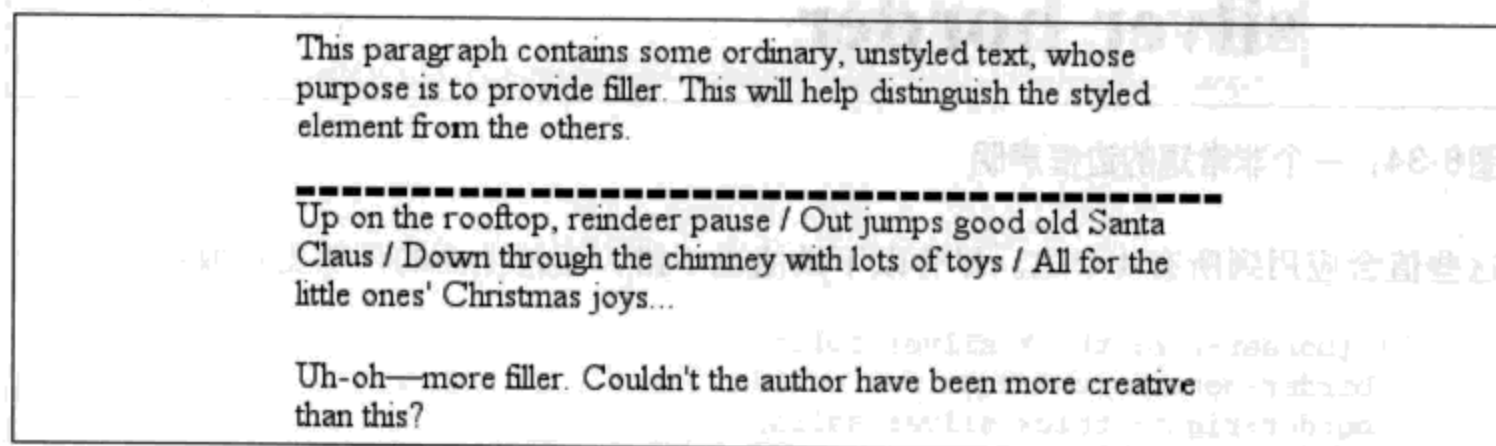 This paragraph contains some ordinary, unstyled text, whose
purpose is to provide filler. This will help distinguish the styled
element from the others.
Up on the rooftop, reindeer pause / Out jumps good old Santa
Claus / Down through the chimney with lots of toys / All for the
little ones' Christmas joys...
Uh-oh—more filler. Couldn't the author have been more creative
than this?